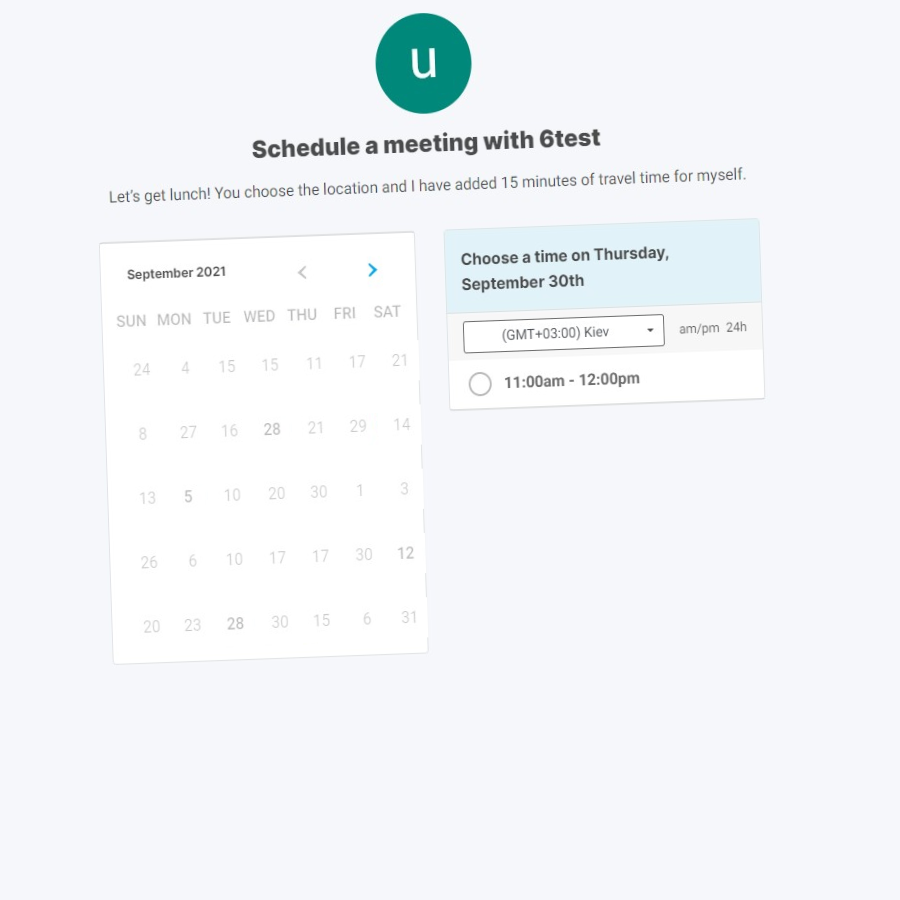 u
Schedule a meeting with 6test
Let's get lunch! You choose the location and I have added 15 minutes of travel time for myself.
September 2021
SUN MON TUE WED THU FRI SAT
24 4 15 15 11 17 21
8 27 16 28 21 29 14
13 5 10 20 30 1 3
26 6 10 17 17 30 12
20 23 28 30 15 6 31
Choose a time on Thursday,
September 30th
(GMT+03:00) Kiev
am/pm 24h
11:00am - 12:00pm